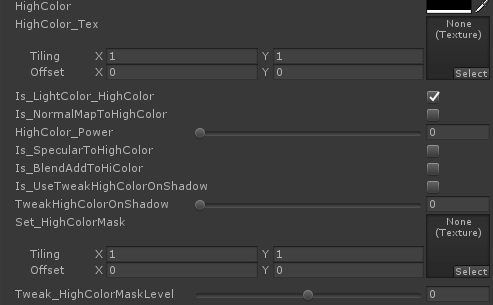 HighColor
HighColor_Tex
None
(Texture)
Tiling X 1 Y 1
Offset X 0 Y 0
Select
Is_LightColor_HighColor
Is_NormalMapToHighColor
HighColor_Power 0
Is_SpecularToHighColor
Is_BlendAddToHiColor
Is_UseTweakHighColorOnShadow
TweakHighColorOnShadow 0
Set_HighColorMask
None
(Texture)
Tiling X 1 Y 1
Offset X 0 Y 0
Select
Tweak_HighColorMaskLevel 0